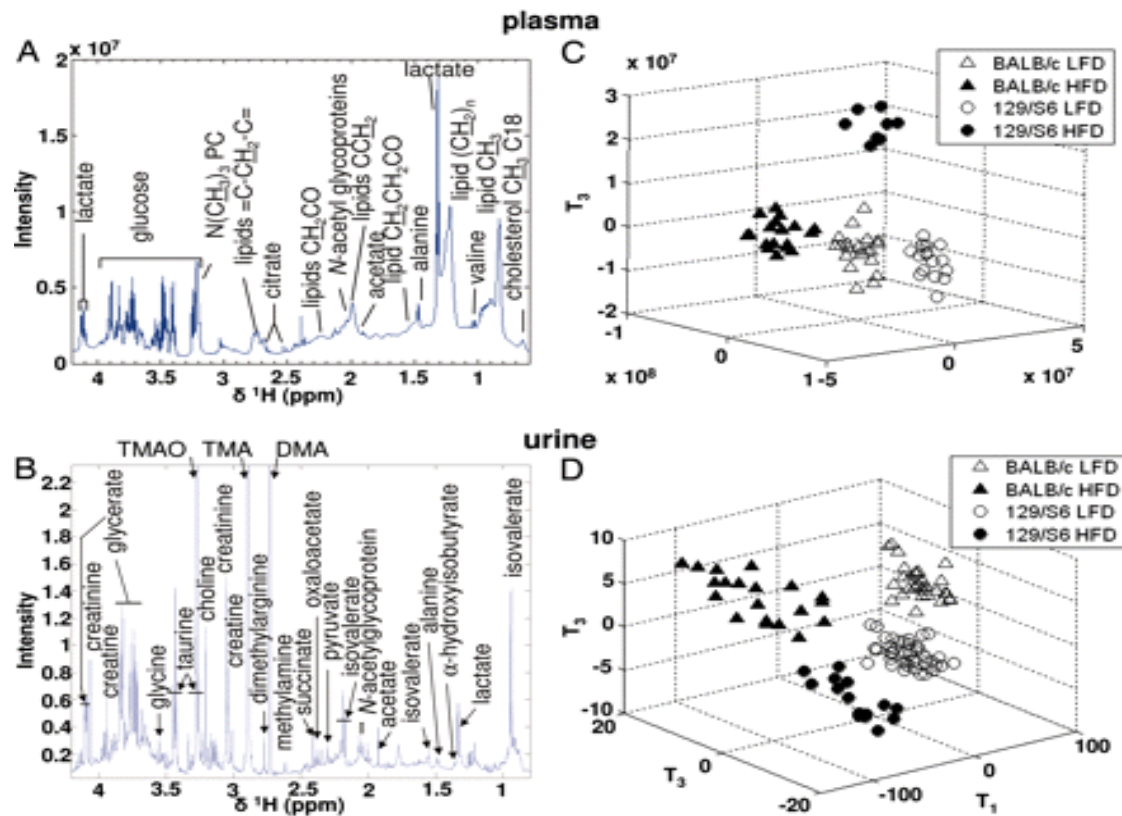 plasma
A
x 10⁷
2
1.5
1
0.5
0
Intensity
lactate
glucose
N(CH₃)₃ PC
lipids =C-CH₂-C=
citrate
lipids CH₂CO
N-acetyl glycoproteins
lipids CCH₂
acetate
lipid CH₂CH₂CO
alanine
lactate
lipid (CH₂)n
valine
lipid CH₃
cholesterol CH₃ C18
4 3.5 3 2.5 2 1.5 1
δ ¹H (ppm)
C
x 10⁷
3
2
1
0
-1
-2
T₃
-1
0
1
x 10⁸
-5
0
5
x 10⁷
△ BALB/c LFD
▲ BALB/c HFD
○ 129/S6 LFD
● 129/S6 HFD
urine
B
TMAO TMA DMA
2.2
2
1.8
1.6
1.4
1.2
1
0.8
0.6
0.4
0.2
Intensity
creatinine
glycerate
creatine
glycine
taurine
choline
creatinine
creatine
dimethylarginine
methylamine
succinate
oxaloacetate
pyruvate
isovalerate
N-acetylglycoprotein
acetate
isovalerate
alanine
α-hydroxyisobutyrate
lactate
isovalerate
4 3.5 3 2.5 2 1.5 1
δ ¹H (ppm)
D
10
5
0
-5
-10
T₃
20
0
-20
T₃
-100
0
100
T₁
△ BALB/c LFD
▲ BALB/c HFD
○ 129/S6 LFD
● 129/S6 HFD